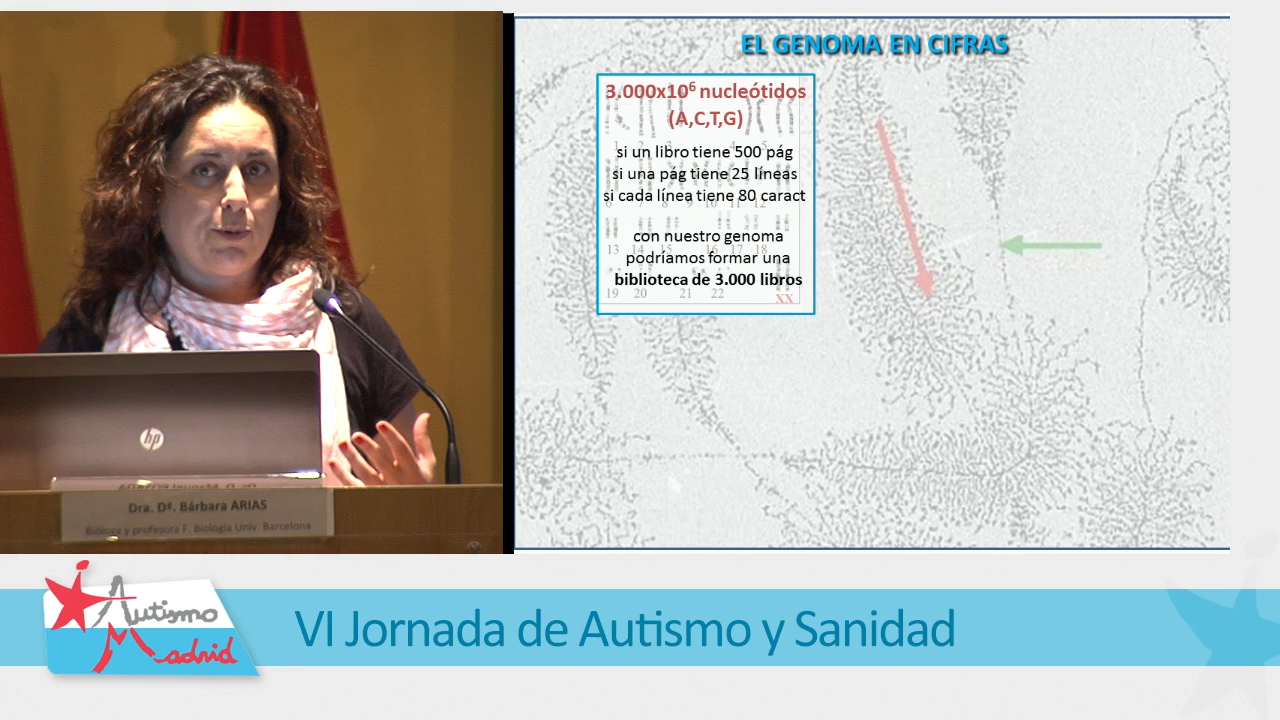 EL GENOMA EN CIFRAS
3.000x10⁶ nucleótidos
(A,C,T,G)
si un libro tiene 500 pág
si una pág tiene 25 líneas
si cada línea tiene 80 caract
con nuestro genoma
podríamos formar una
biblioteca de 3.000 libros
13 14 15 16 17 18
19 20 21 22
XX
hp
Dra. Dª. Bárbara ARIAS
Bióloga y profesora F. Biología Univ. Barcelona
Autismo
Madrid
VI Jornada de Autismo y Sanidad